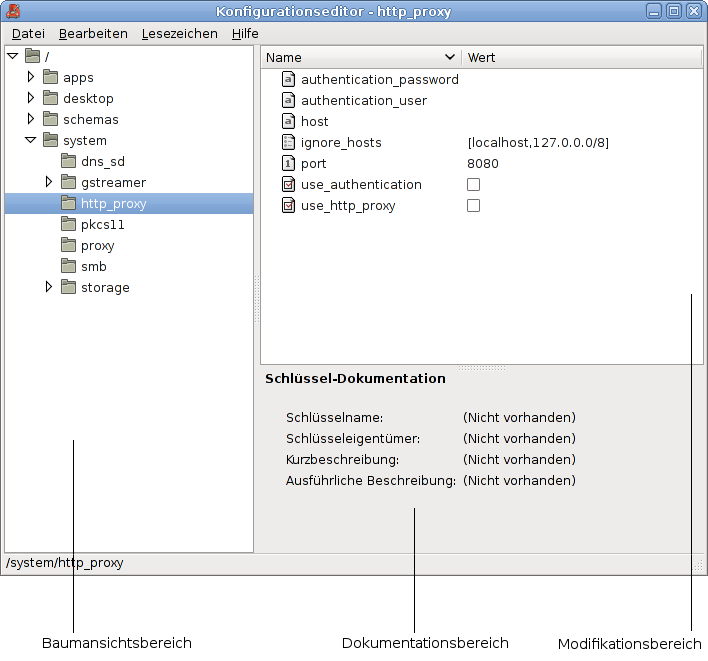 Konfigurationseditor - http_proxy
Datei Bearbeiten Lesezeichen Hilfe
/
apps
desktop
schemas
system
dns_sd
gstreamer
http_proxy
pkcs11
proxy
smb
storage
Name Wert
authentication_password
authentication_user
host
ignore_hosts [localhost,127.0.0.0/8]
port 8080
use_authentication
use_http_proxy
Schlüssel-Dokumentation
Schlüsselname: (Nicht vorhanden)
Schlüsseleigentümer: (Nicht vorhanden)
Kurzbeschreibung: (Nicht vorhanden)
Ausführliche Beschreibung: (Nicht vorhanden)
/system/http_proxy
Baumansichtsbereich Dokumentationsbereich Modifikationsbereich